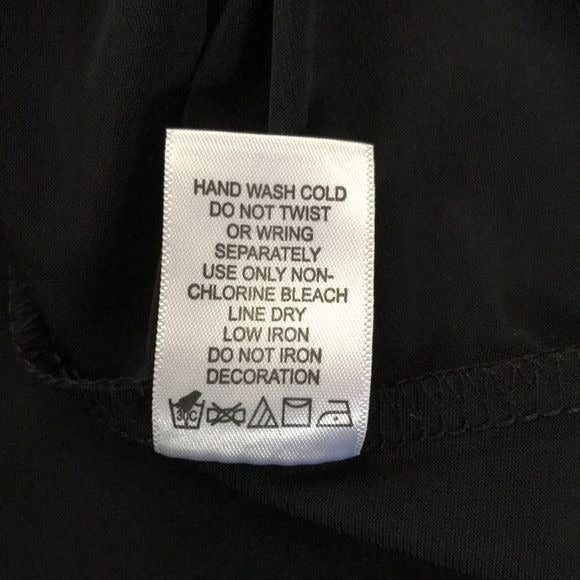 HAND WASH COLD
DO NOT TWIST
OR WRING
SEPARATELY
USE ONLY NON-
CHLORINE BLEACH
LINE DRY
LOW IRON
DO NOT IRON
DECORATION
30C